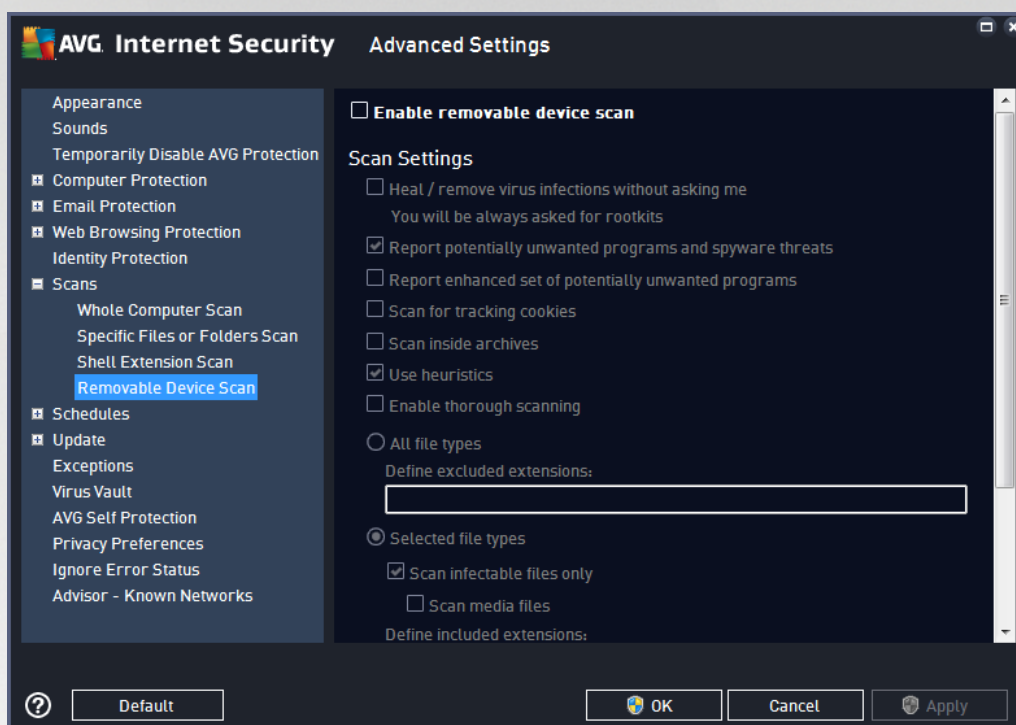 AVG. Internet Security Advanced Settings
Appearance
Sounds
Temporarily Disable AVG Protection
Computer Protection
Email Protection
Web Browsing Protection
Identity Protection
Scans
Whole Computer Scan
Specific Files or Folders Scan
Shell Extension Scan
Removable Device Scan
Schedules
Update
Exceptions
Virus Vault
AVG Self Protection
Privacy Preferences
Ignore Error Status
Advisor - Known Networks
Enable removable device scan
Scan Settings
Heal / remove virus infections without asking me
You will be always asked for rootkits
Report potentially unwanted programs and spyware threats
Report enhanced set of potentially unwanted programs
Scan for tracking cookies
Scan inside archives
Use heuristics
Enable thorough scanning
All file types
Define excluded extensions:
Selected file types
Scan infectable files only
Scan media files
Define included extensions:
? Default OK Cancel Apply